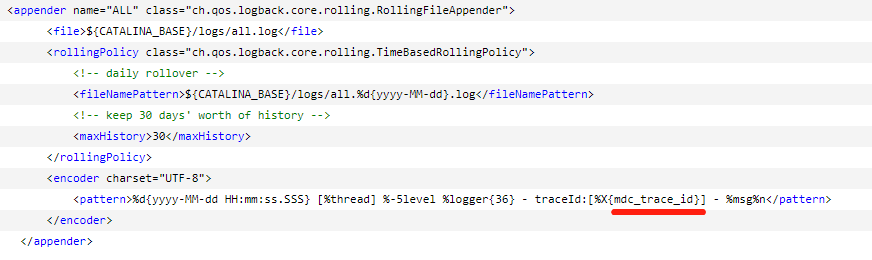 <appender name="ALL" class="ch.qos.logback.core.rolling.RollingFileAppender">
<file>${CATALINA_BASE}/logs/all.log</file>
<rollingPolicy class="ch.qos.logback.core.rolling.TimeBasedRollingPolicy">
<!-- daily rollover -->
<fileNamePattern>${CATALINA_BASE}/logs/all.%d{yyyy-MM-dd}.log</fileNamePattern>
<!-- keep 30 days' worth of history -->
<maxHistory>30</maxHistory>
</rollingPolicy>
<encoder charset="UTF-8">
<pattern>%d{yyyy-MM-dd HH:mm:ss.SSS} [%thread] %-5level %logger{36} - traceId:[%X{mdc_trace_id}] - %msg%n</pattern>
</encoder>
</appender>